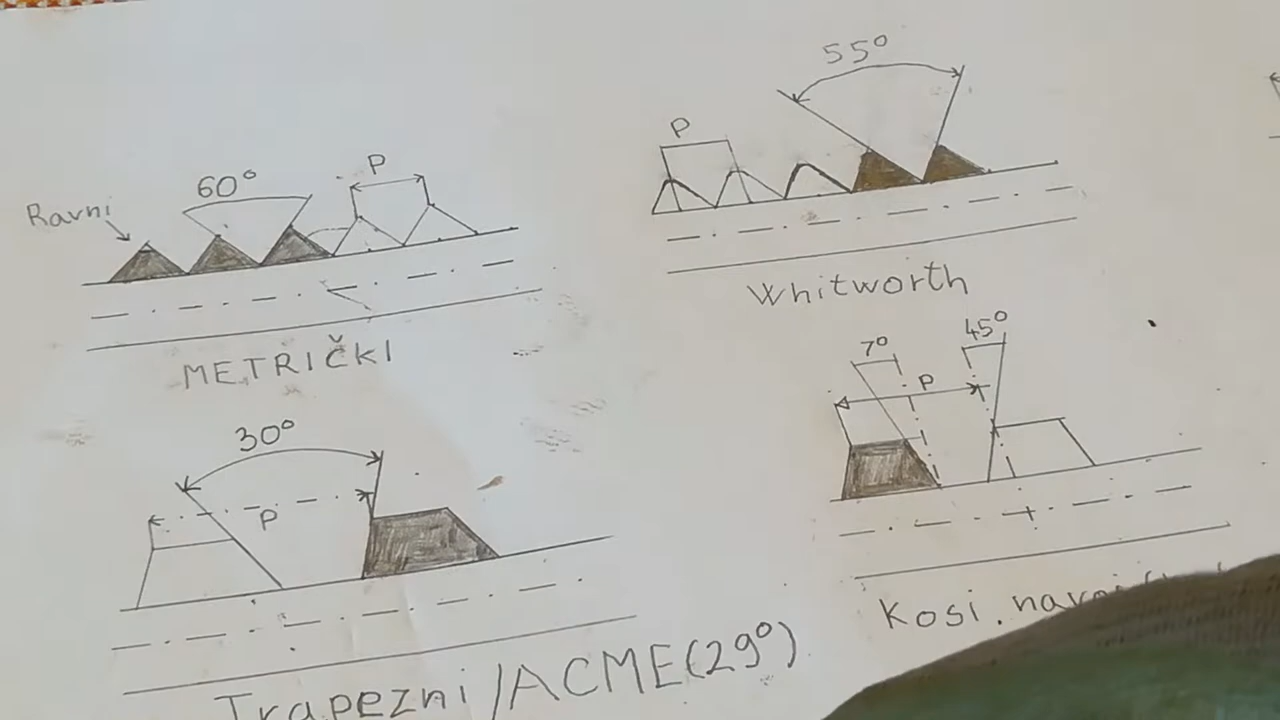 55°
P
P
60°
Ravni
Whitworth
METRIČKI
45°
7°
P
30°
P
Kosi.
Trapezni/ACME(29°)